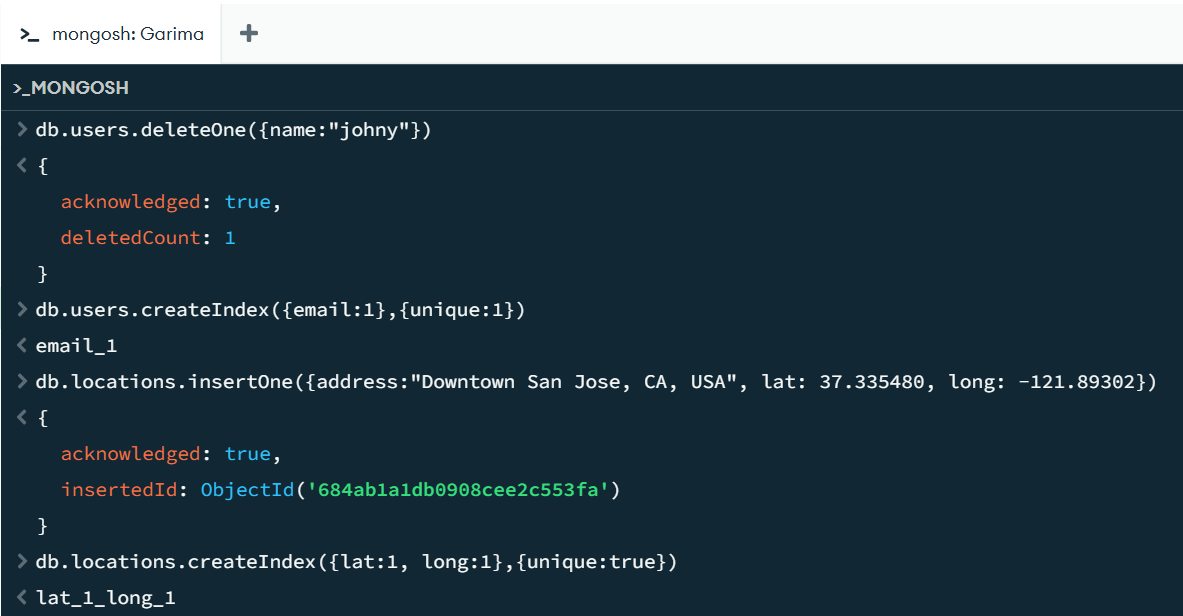 >_ mongosh: Garima +
>_MONGOSH
> db.users.deleteOne({name:"johny"})
< {
acknowledged: true,
deletedCount: 1
}
> db.users.createIndex({email:1},{unique:1})
< email_1
> db.locations.insertOne({address:"Downtown San Jose, CA, USA", lat: 37.335480, long: -121.89302})
< {
acknowledged: true,
insertedId: ObjectId('684ab1a1db0908cee2c553fa')
}
> db.locations.createIndex({lat:1, long:1},{unique:true})
< lat_1_long_1